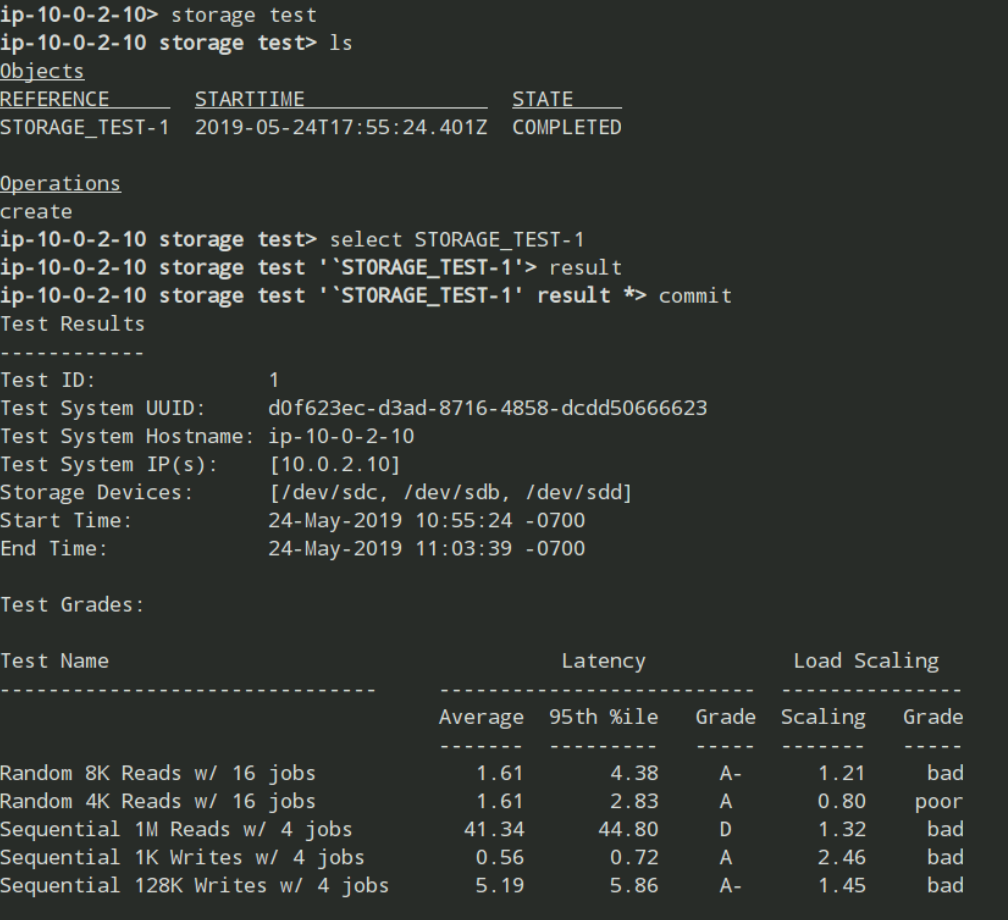 ip-10-0-2-10> storage test
ip-10-0-2-10 storage test> ls
Objects
REFERENCE       STARTTIME                 STATE
STORAGE_TEST-1  2019-05-24T17:55:24.401Z  COMPLETED

Operations
create
ip-10-0-2-10 storage test> select STORAGE_TEST-1
ip-10-0-2-10 storage test '`STORAGE_TEST-1'> result
ip-10-0-2-10 storage test '`STORAGE_TEST-1' result *> commit
Test Results
------------
Test ID:              1
Test System UUID:     d0f623ec-d3ad-8716-4858-dcdd50666623
Test System Hostname: ip-10-0-2-10
Test System IP(s):    [10.0.2.10]
Storage Devices:      [/dev/sdc, /dev/sdb, /dev/sdd]
Start Time:           24-May-2019 10:55:24 -0700
End Time:             24-May-2019 11:03:39 -0700

Test Grades:

Test Name                                     Latency            Load Scaling
-------------------------------     --------------------------  ---------------
                                    Average  95th %ile   Grade  Scaling   Grade
                                    -------  ---------   -----  -------   -----
Random 8K Reads w/ 16 jobs             1.61       4.38     A-      1.21     bad
Random 4K Reads w/ 16 jobs             1.61       2.83     A       0.80    poor
Sequential 1M Reads w/ 4 jobs         41.34      44.80     D       1.32     bad
Sequential 1K Writes w/ 4 jobs         0.56       0.72     A       2.46     bad
Sequential 128K Writes w/ 4 jobs       5.19       5.86     A-      1.45     bad